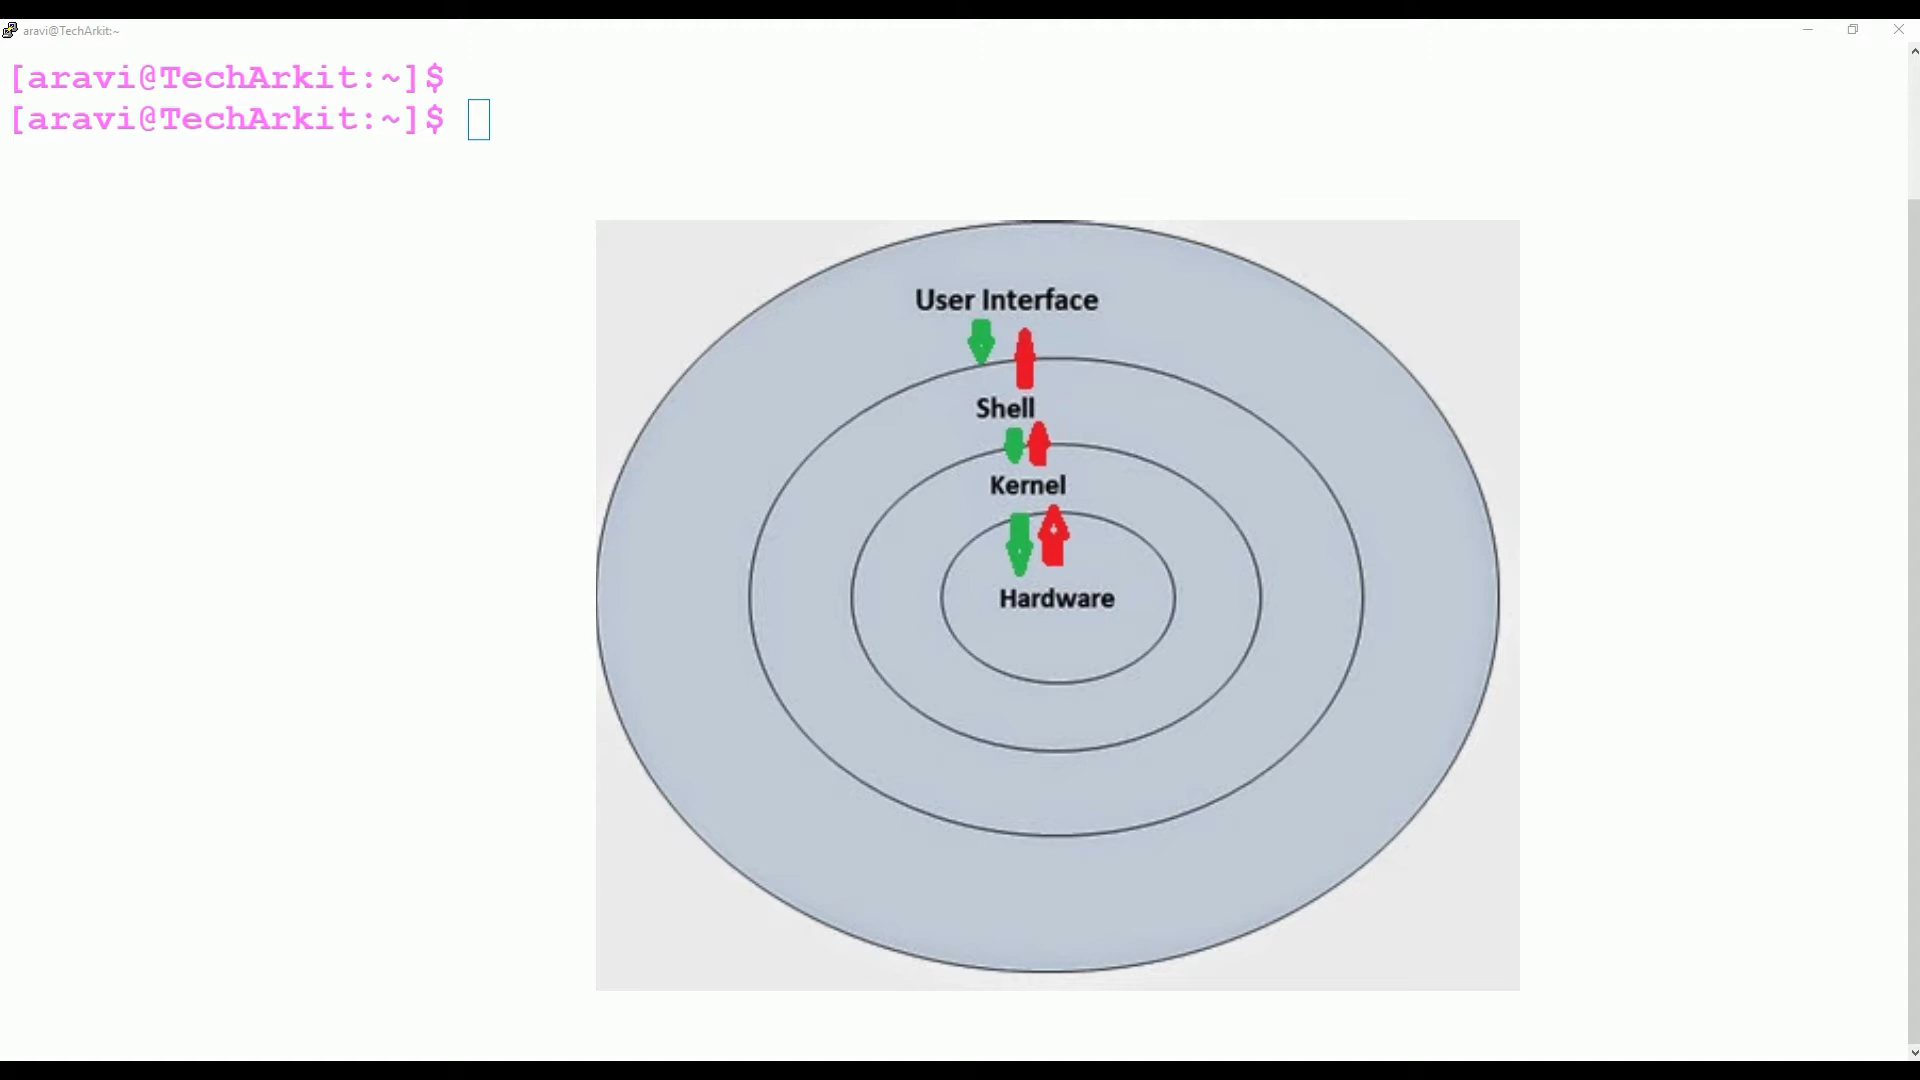 aravi@TechArkit:~
[aravi@TechArkit:~]$
[aravi@TechArkit:~]$
User Interface
Shell
Kernel
Hardware